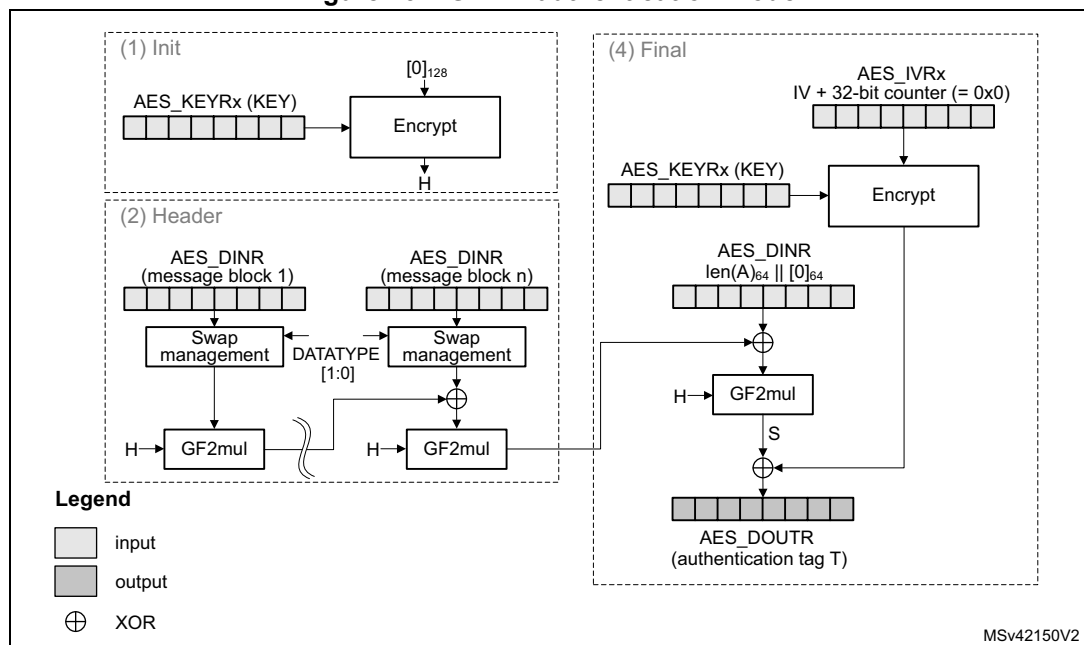 (1) Init
[0]128
AES_KEYRx (KEY)
Encrypt
H
(2) Header
AES_DINR
(message block 1)
AES_DINR
(message block n)
Swap
management
DATATYPE
[1:0]
Swap
management
H
GF2mul
H
GF2mul
(4) Final
AES_IVRx
IV + 32-bit counter (= 0x0)
AES_KEYRx (KEY)
Encrypt
AES_DINR
len(A)64 || [0]64
H
GF2mul
S
AES_DOUTR
(authentication tag T)
Legend
input
output
XOR
MSv42150V2